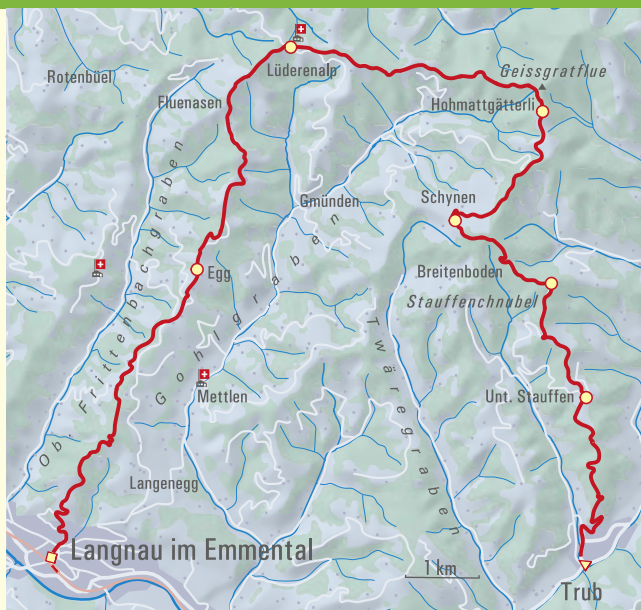 Rotenbüel
Lüderenalp
Geissgratflue
Fluenasen
Hohmattgätterli
Schynen
Gmünden
Egg
Breitenboden
Stauffenchnubel
Ob. Frittenbachgraben
Gohlgraben
Twäregraben
Mettlen
Unt. Stauffen
Langenegg
Langnau im Emmental
1 km
Trub